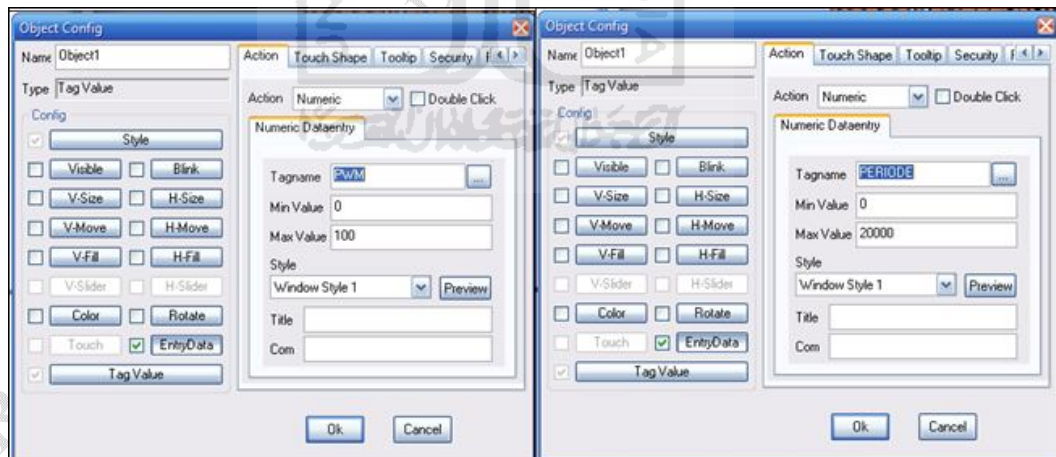 Object Config
Name Object1
Type Tag Value
Config
Style
Visible Blink
V-Size H-Size
V-Move H-Move
V-Fill H-Fill
V-Slider H-Slider
Color Rotate
Touch EntryData
Tag Value
Action Touch Shape Tooltip Security
Action Numeric Double Click
Numeric Dataentry
Tagname PWM ...
Min Value 0
Max Value 100
Style
Window Style 1 Preview
Title
Com
Ok Cancel
Object Config
Name Object1
Type Tag Value
Config
Style
Visible Blink
V-Size H-Size
V-Move H-Move
V-Fill H-Fill
V-Slider H-Slider
Color Rotate
Touch EntryData
Tag Value
Action Touch Shape Tooltip Security
Action Numeric Double Click
Numeric Dataentry
Tagname PERIODE ...
Min Value 0
Max Value 20000
Style
Window Style 1 Preview
Title
Com
Ok Cancel